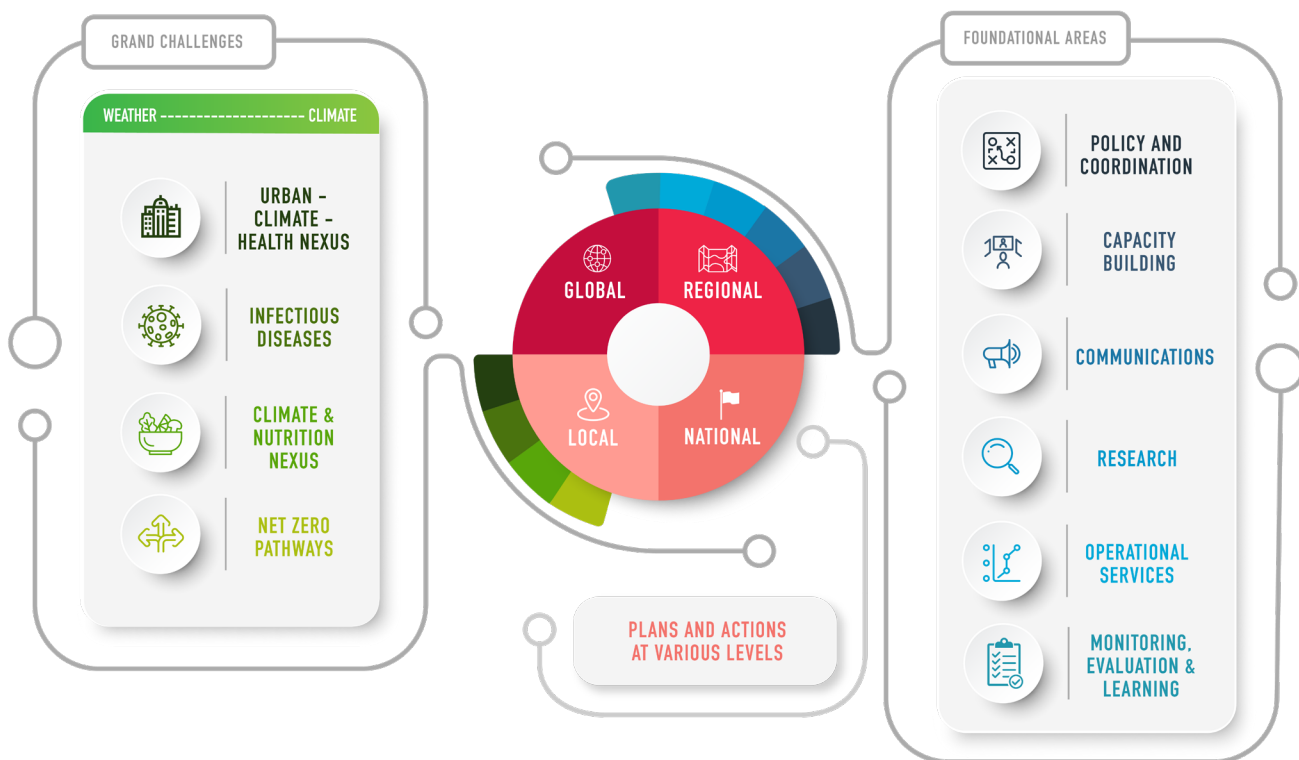 GRAND CHALLENGES
WEATHER -------------------- CLIMATE
URBAN –
CLIMATE –
HEALTH NEXUS
INFECTIOUS
DISEASES
CLIMATE &
NUTRITION
NEXUS
NET ZERO
PATHWAYS
GLOBAL
REGIONAL
LOCAL
NATIONAL
PLANS AND ACTIONS
AT VARIOUS LEVELS
FOUNDATIONAL AREAS
POLICY AND
COORDINATION
CAPACITY
BUILDING
COMMUNICATIONS
RESEARCH
OPERATIONAL
SERVICES
MONITORING,
EVALUATION &
LEARNING